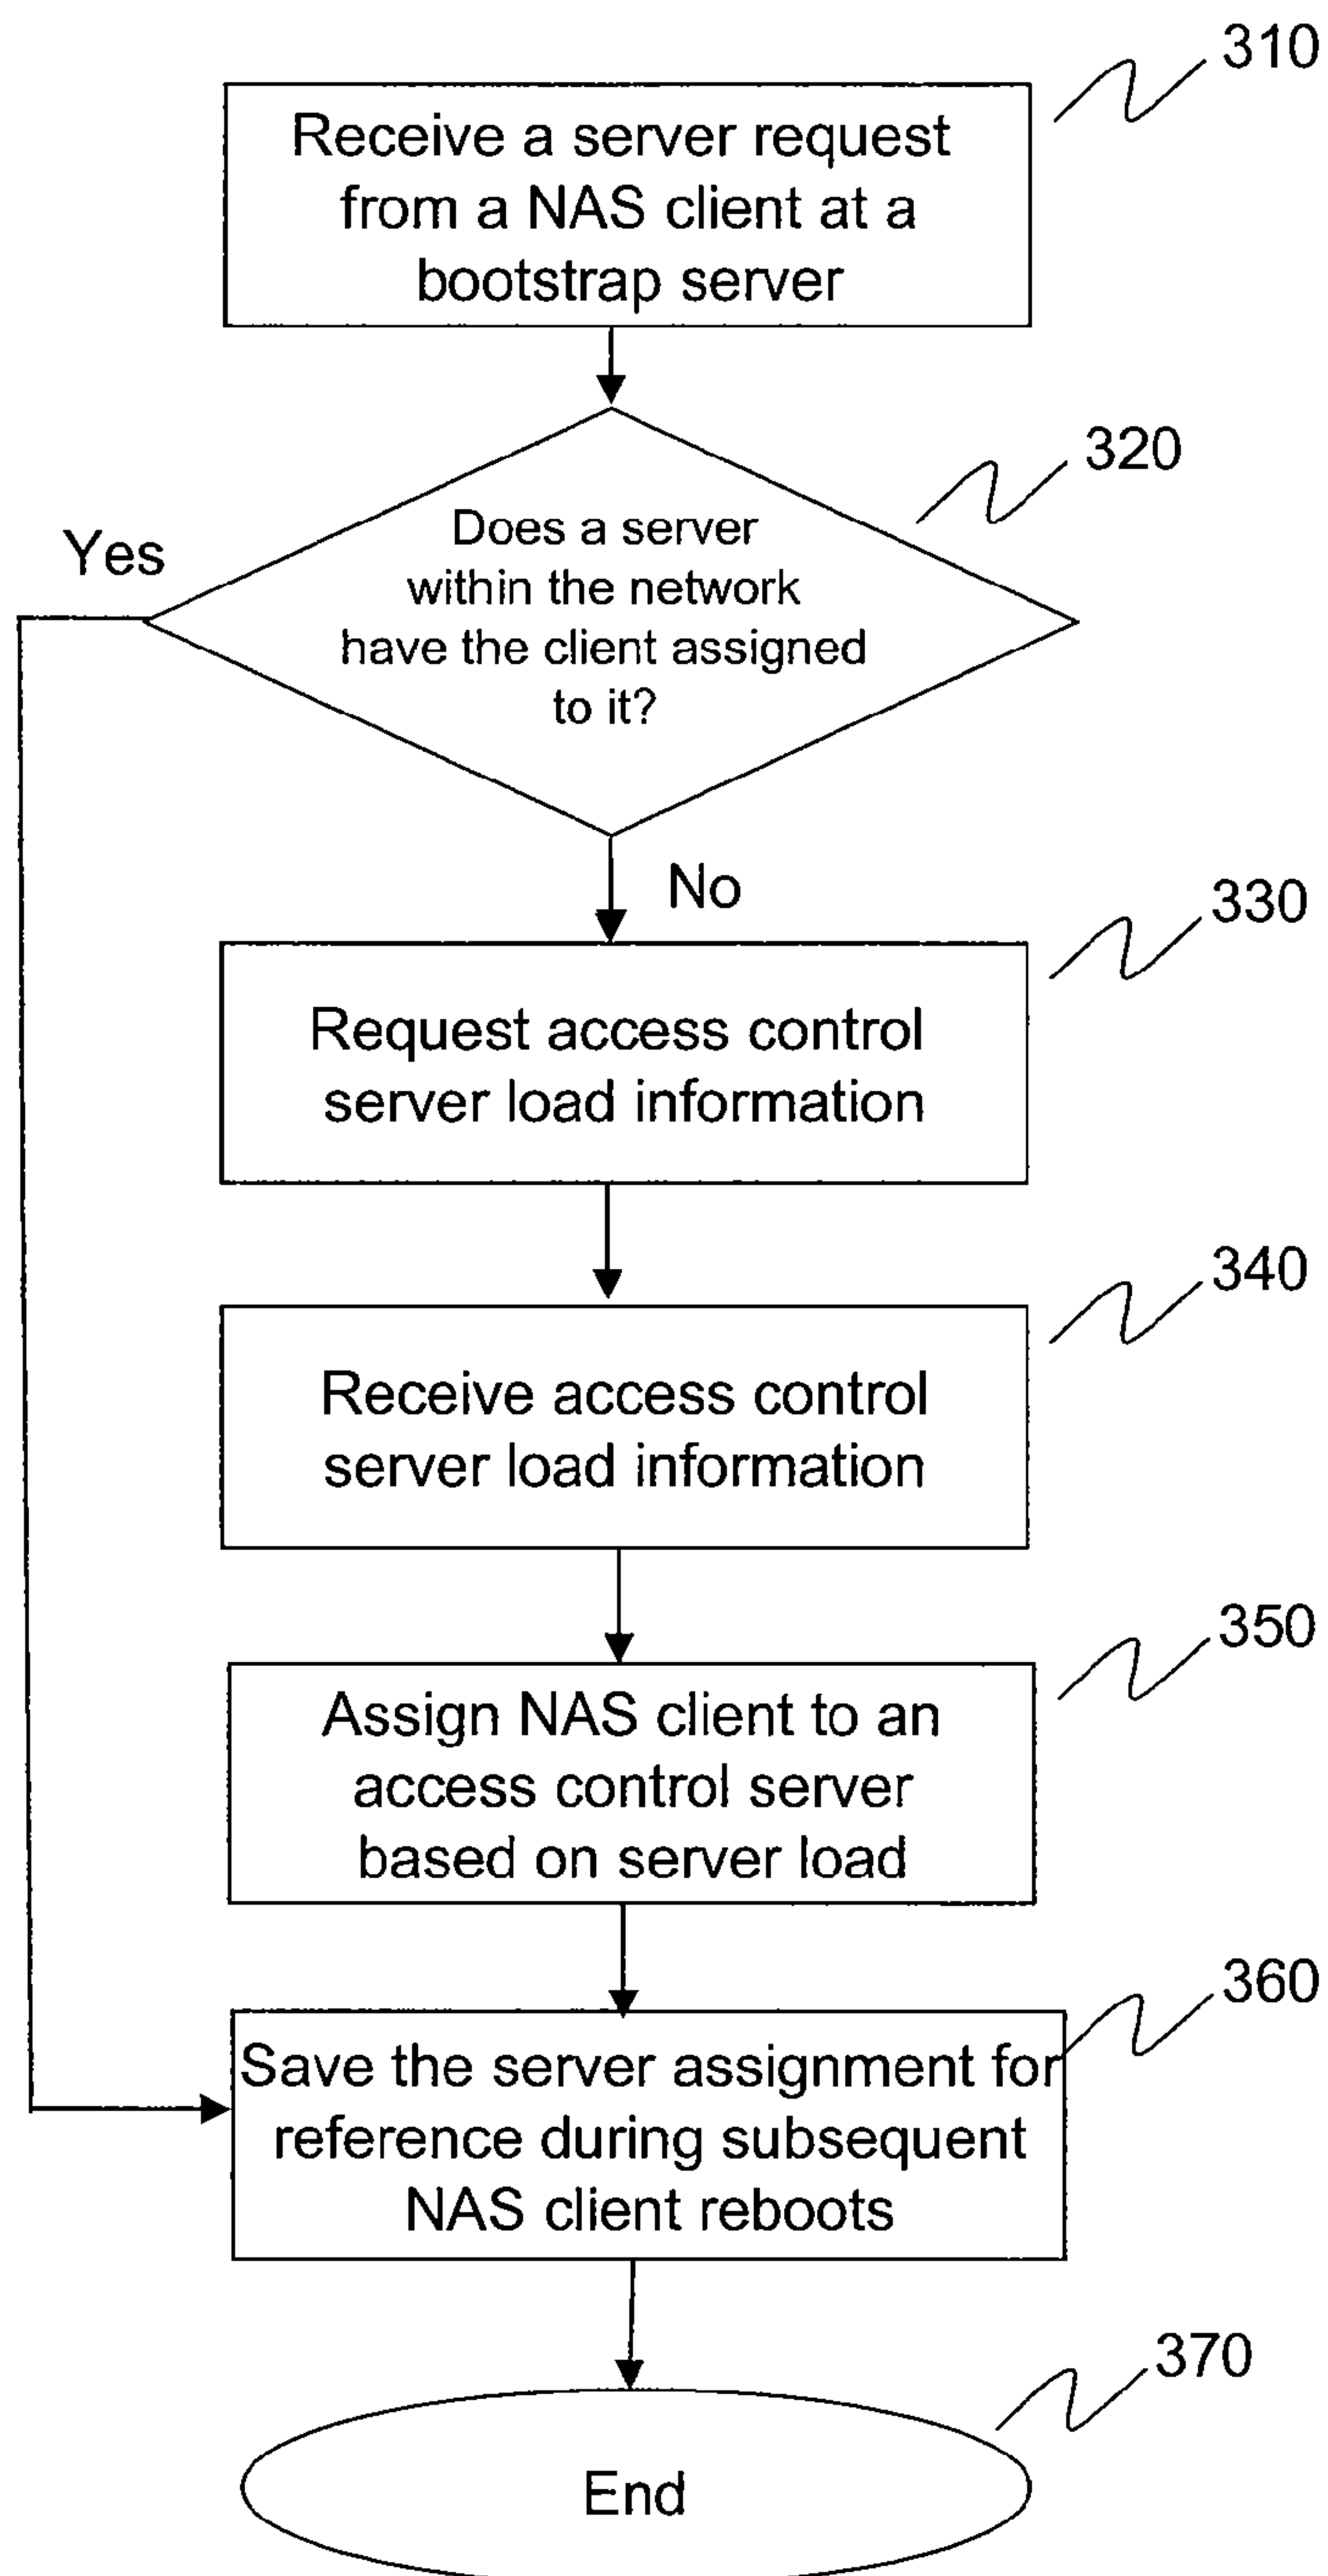 310
Receive a server request
from a NAS client at a
bootstrap server
320
Does a server
within the network
have the client assigned
to it?
Yes
No
330
Request access control
server load information
340
Receive access control
server load information
350
Assign NAS client to an
access control server
based on server load
360
Save the server assignment for
reference during subsequent
NAS client reboots
370
End